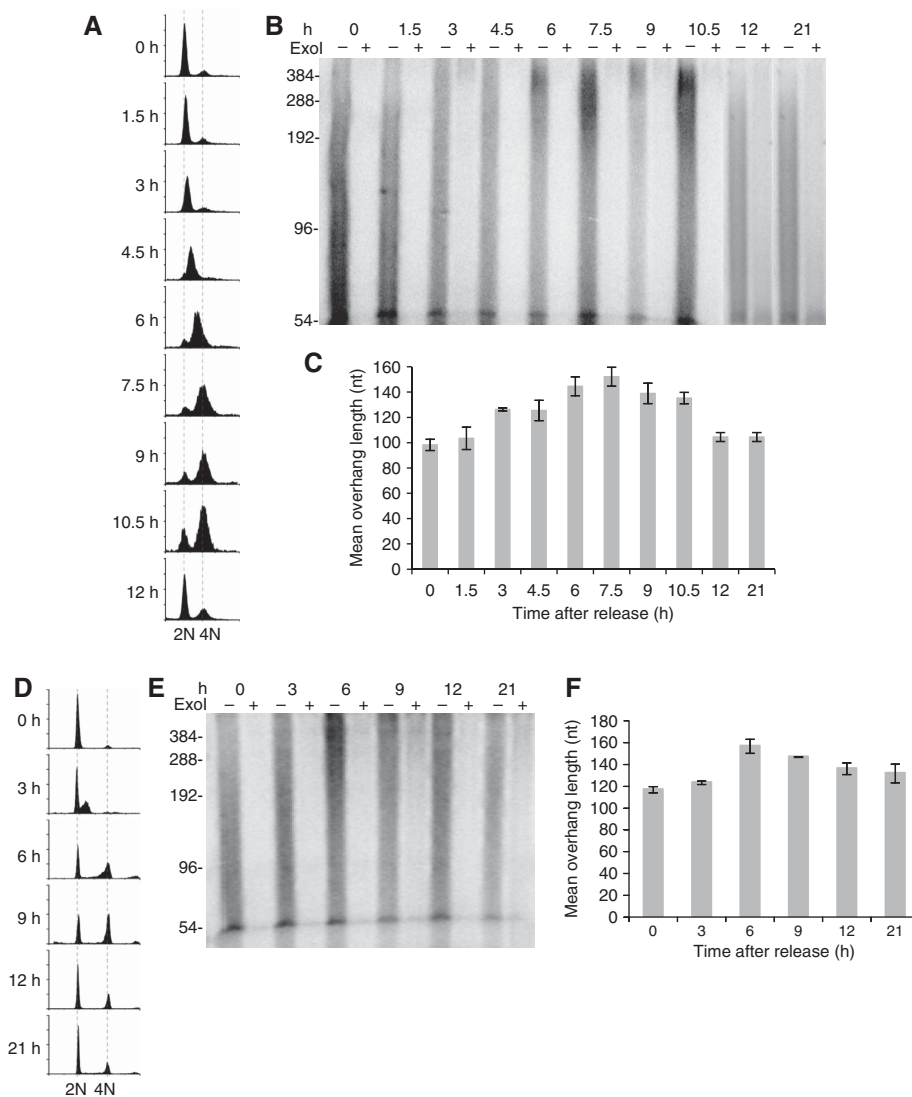 A
0 h
1.5 h
3 h
4.5 h
6 h
7.5 h
9 h
10.5 h
12 h
2N 4N
B
h 0 1.5 3 4.5 6 7.5 9 10.5 12 21
ExoI – + – + – + – + – + – + – + – + – + – +
384-
288-
192-
96-
54-
C
Mean overhang length (nt)
160
140
120
100
80
60
40
20
0
0 1.5 3 4.5 6 7.5 9 10.5 12 21
Time after release (h)
D
0 h
3 h
6 h
9 h
12 h
21 h
2N 4N
E
h 0 3 6 9 12 21
ExoI – + – + – + – + – + – +
384-
288-
192-
96-
54-
F
Mean overhang length (nt)
180
160
140
120
100
80
60
40
20
0
0 3 6 9 12 21
Time after release (h)